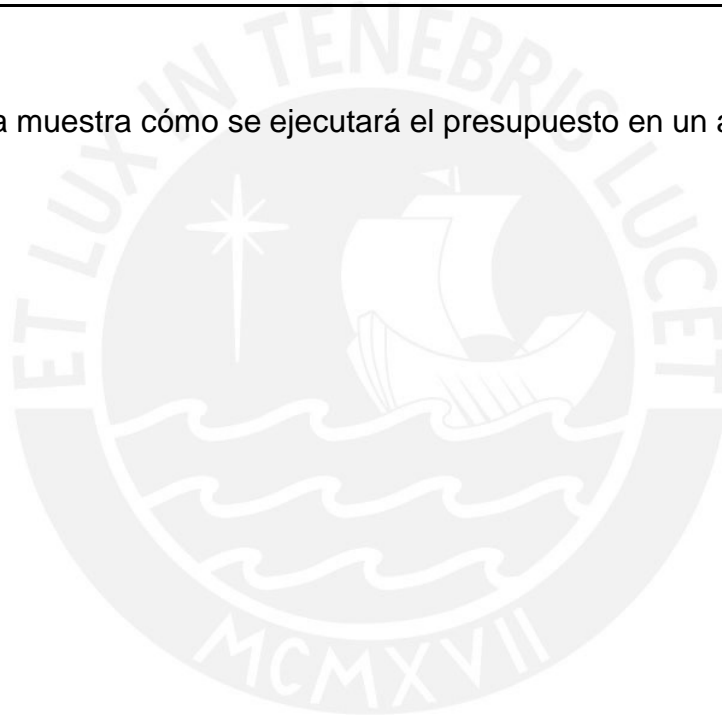 ET LUX IN TENEBRIS LUCET
a muestra cómo se ejecutará el presupuesto en un a
MCMXVII